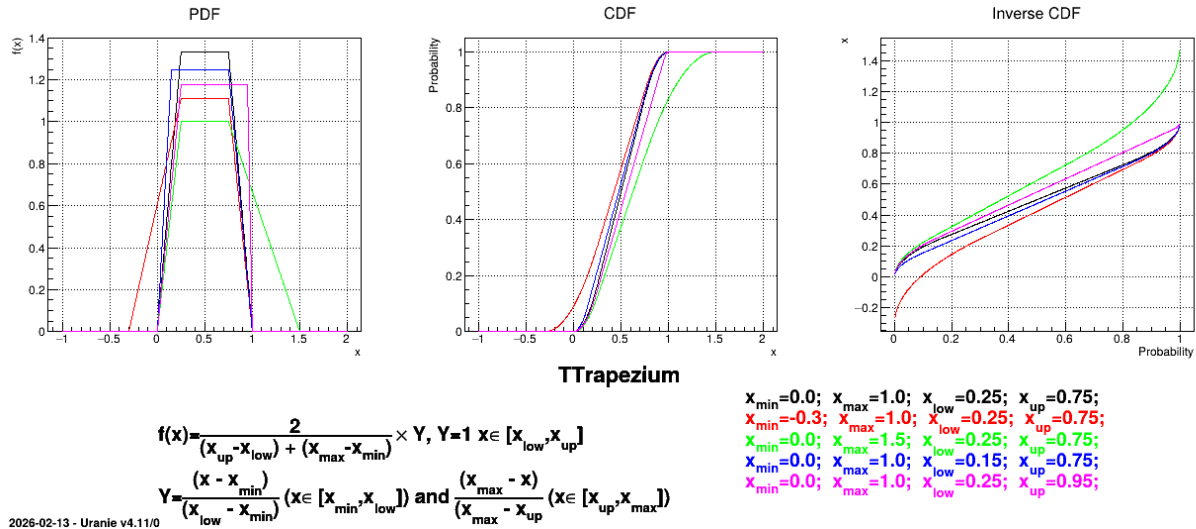 PDF
CDF
Inverse CDF
f(x)
1.4
1.2
1
0.8
0.6
0.4
0.2
0
−1 −0.5 0 0.5 1 1.5 2
x
Probability
1
0.8
0.6
0.4
0.2
0
−1 −0.5 0 0.5 1 1.5 2
x
x
1.4
1.2
1
0.8
0.6
0.4
0.2
0
−0.2
0 0.2 0.4 0.6 0.8 1
Probability
TTrapezium
f(x)= 2 / ((x_up-x_low) + (x_max-x_min)) × Y, Y=1 x∈ [x_low,x_up]
Y= (x - x_min) / (x_low - x_min) (x∈ [x_min,x_low]) and (x_max - x) / (x_max - x_up) (x∈ [x_up,x_max])
x_min=0.0; x_max=1.0; x_low=0.25; x_up=0.75;
x_min=-0.3; x_max=1.0; x_low=0.25; x_up=0.75;
x_min=0.0; x_max=1.5; x_low=0.25; x_up=0.75;
x_min=0.0; x_max=1.0; x_low=0.15; x_up=0.75;
x_min=0.0; x_max=1.0; x_low=0.25; x_up=0.95;
2026-02-13 - Uranie v4.11/0